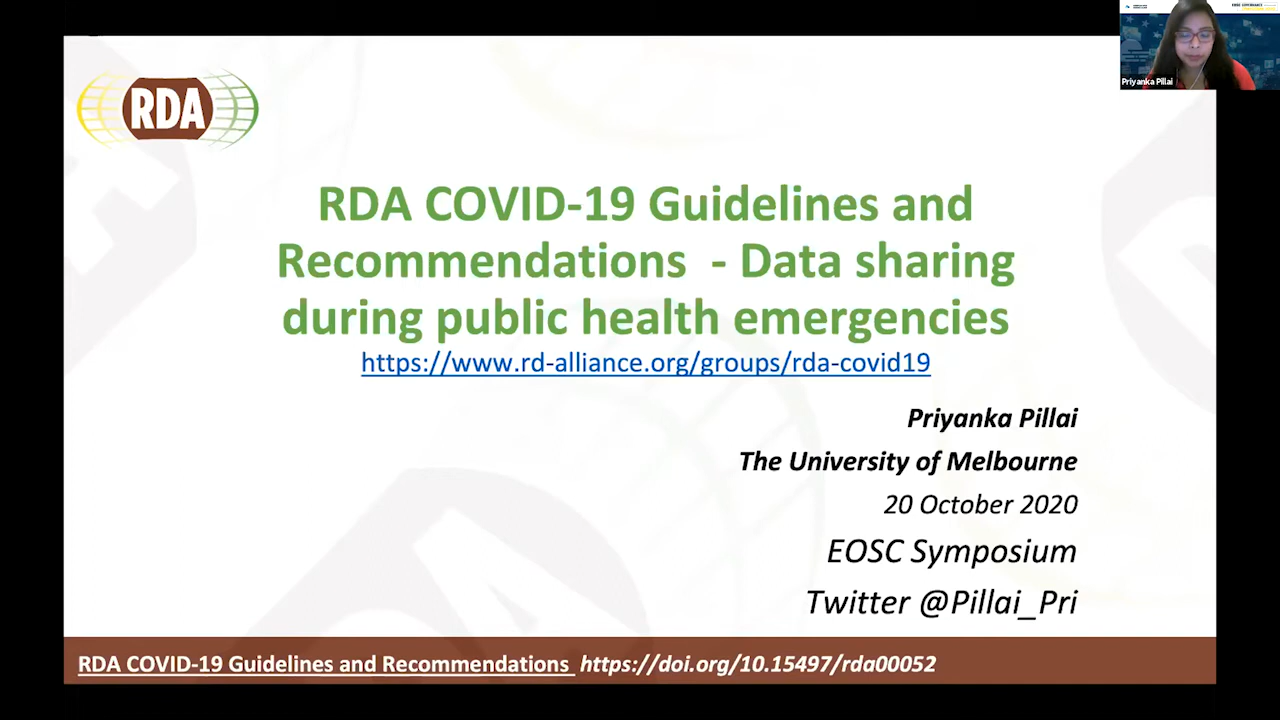 Priyanka Pillai
RDA
RDA COVID-19 Guidelines and
Recommendations - Data sharing
during public health emergencies
https://www.rd-alliance.org/groups/rda-covid19
Priyanka Pillai
The University of Melbourne
20 October 2020
EOSC Symposium
Twitter @Pillai_Pri
RDA COVID-19 Guidelines and Recommendations https://doi.org/10.15497/rda00052